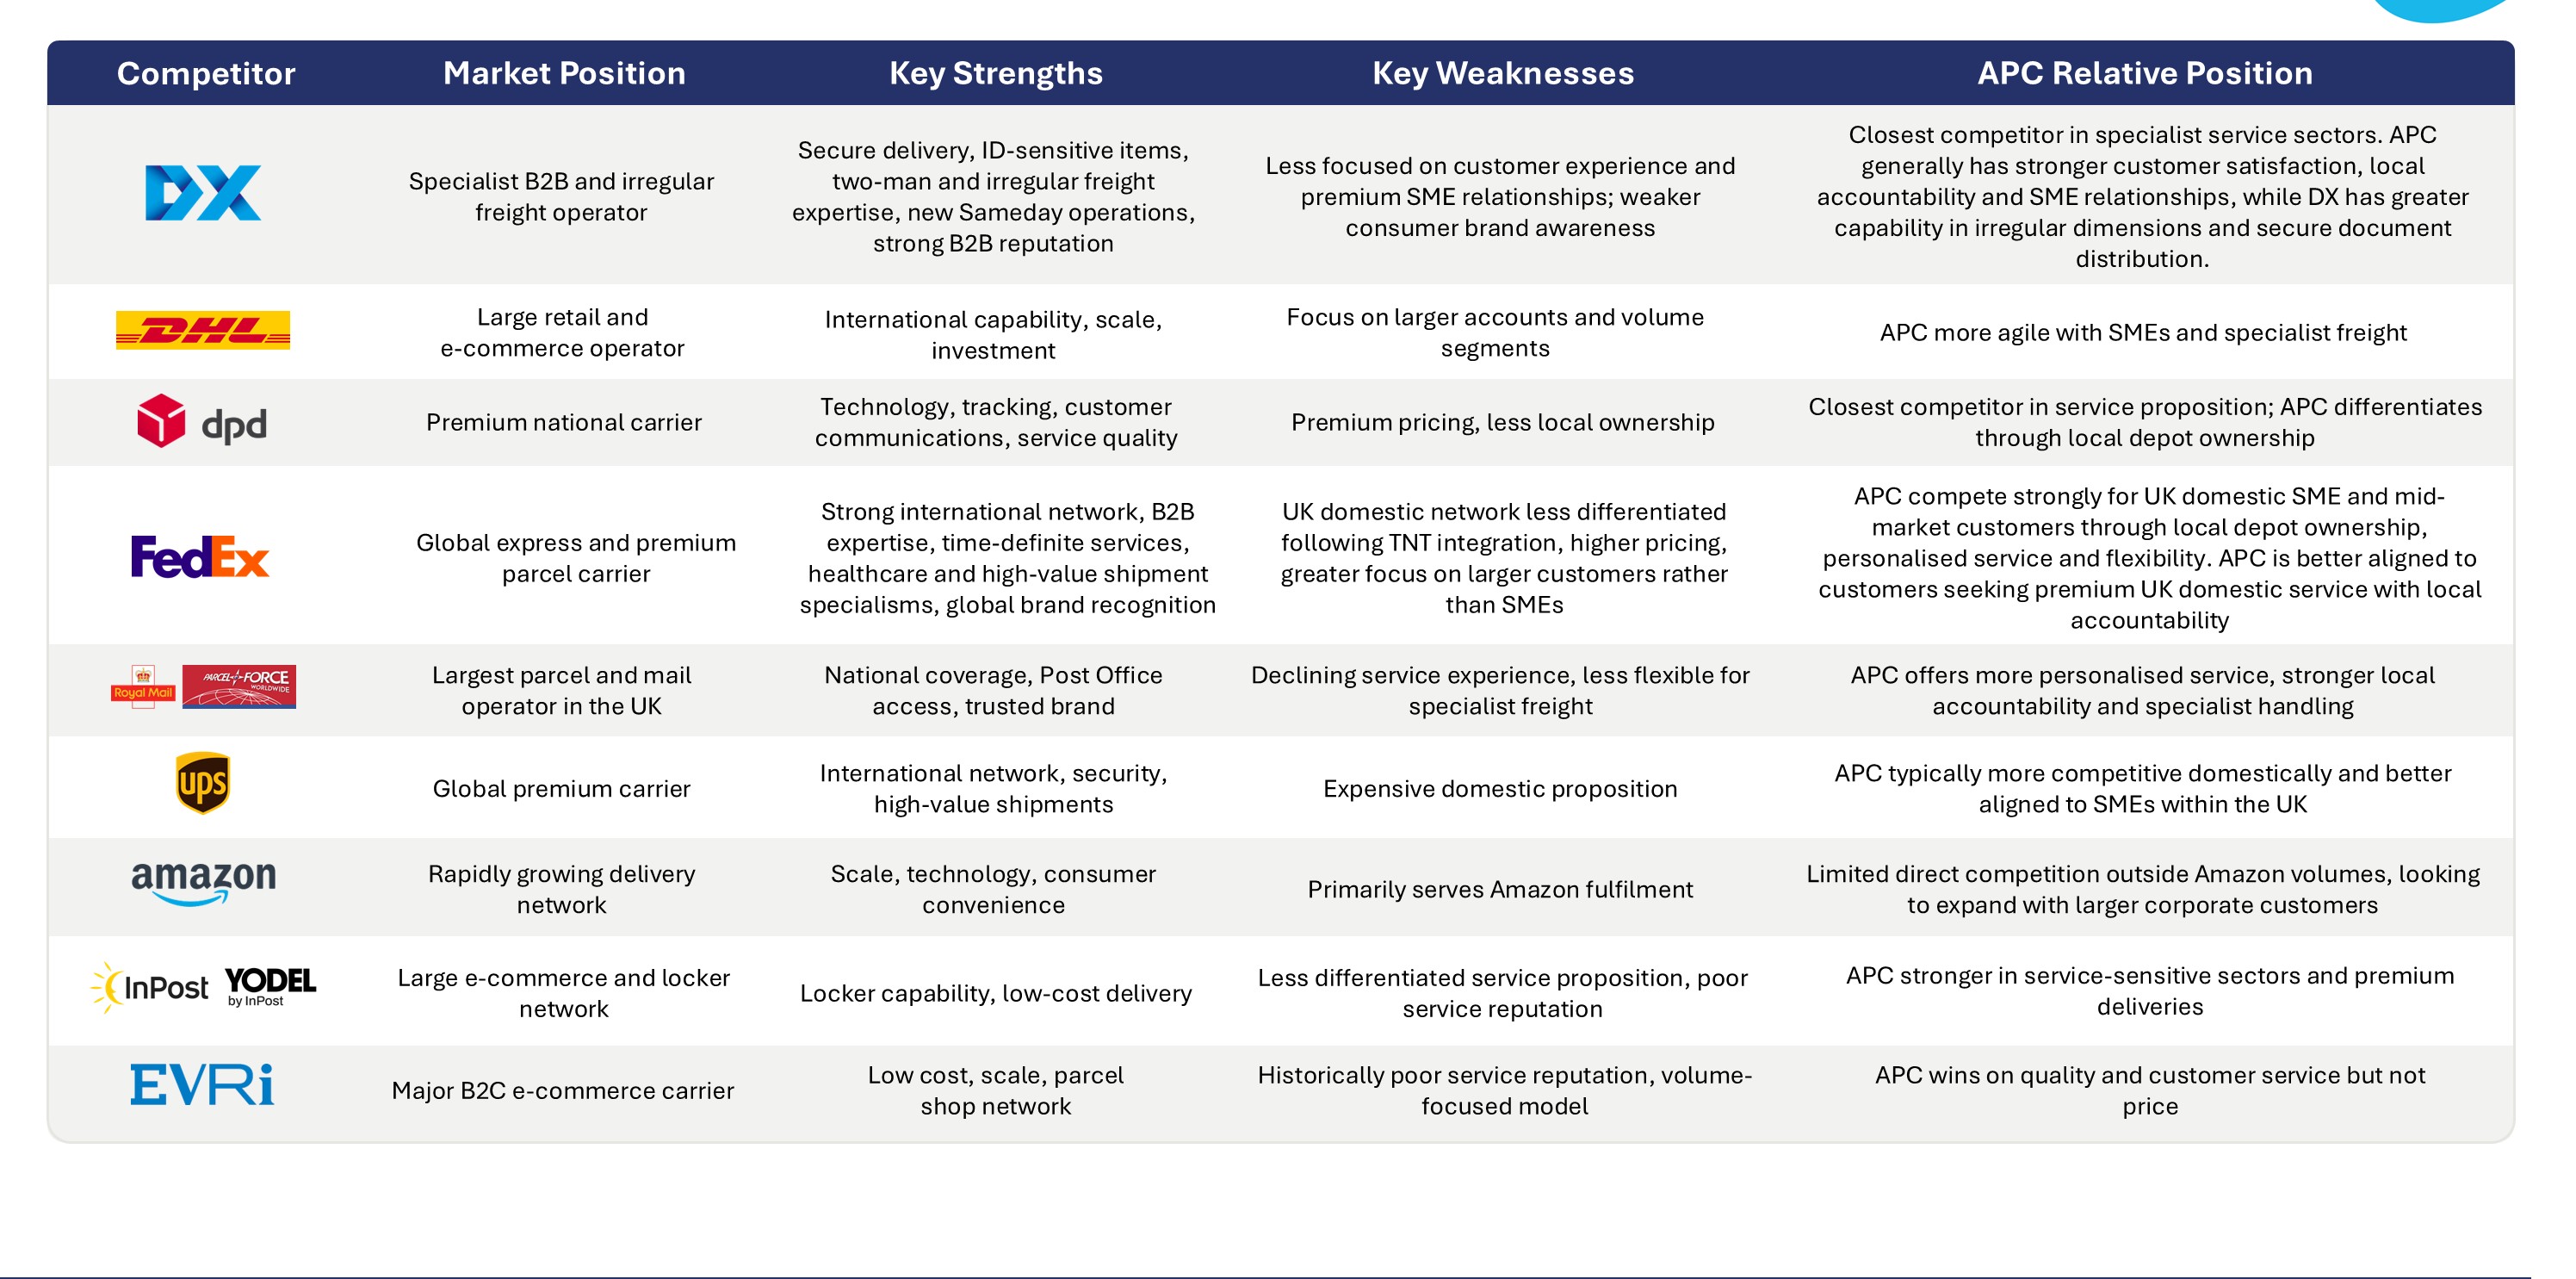 Competitor
Market Position
Key Strengths
Key Weaknesses
APC Relative Position
DX
Specialist B2B and irregular
freight operator
Secure delivery, ID-sensitive items,
two-man and irregular freight
expertise, new Sameday operations,
strong B2B reputation
Less focused on customer experience and
premium SME relationships; weaker
consumer brand awareness
Closest competitor in specialist service sectors. APC
generally has stronger customer satisfaction, local
accountability and SME relationships, while DX has greater
capability in irregular dimensions and secure document
distribution.
DHL
Large retail and
e-commerce operator
International capability, scale,
investment
Focus on larger accounts and volume
segments
APC more agile with SMEs and specialist freight
dpd
Premium national carrier
Technology, tracking, customer
communications, service quality
Premium pricing, less local ownership
Closest competitor in service proposition; APC differentiates
through local depot ownership
FedEx
Global express and premium
parcel carrier
Strong international network, B2B
expertise, time-definite services,
healthcare and high-value shipment
specialisms, global brand recognition
UK domestic network less differentiated
following TNT integration, higher pricing,
greater focus on larger customers rather
than SMEs
APC compete strongly for UK domestic SME and mid-
market customers through local depot ownership,
personalised service and flexibility. APC is better aligned to
customers seeking premium UK domestic service with local
accountability
Royal Mail
PARCELFORCE
WORLDWIDE
Largest parcel and mail
operator in the UK
National coverage, Post Office
access, trusted brand
Declining service experience, less flexible for
specialist freight
APC offers more personalised service, stronger local
accountability and specialist handling
ups
Global premium carrier
International network, security,
high-value shipments
Expensive domestic proposition
APC typically more competitive domestically and better
aligned to SMEs within the UK
amazon
Rapidly growing delivery
network
Scale, technology, consumer
convenience
Primarily serves Amazon fulfilment
Limited direct competition outside Amazon volumes, looking
to expand with larger corporate customers
InPost
YODEL
by InPost
Large e-commerce and locker
network
Locker capability, low-cost delivery
Less differentiated service proposition, poor
service reputation
APC stronger in service-sensitive sectors and premium
deliveries
EVRi
Major B2C e-commerce carrier
Low cost, scale, parcel
shop network
Historically poor service reputation, volume-
focused model
APC wins on quality and customer service but not
price